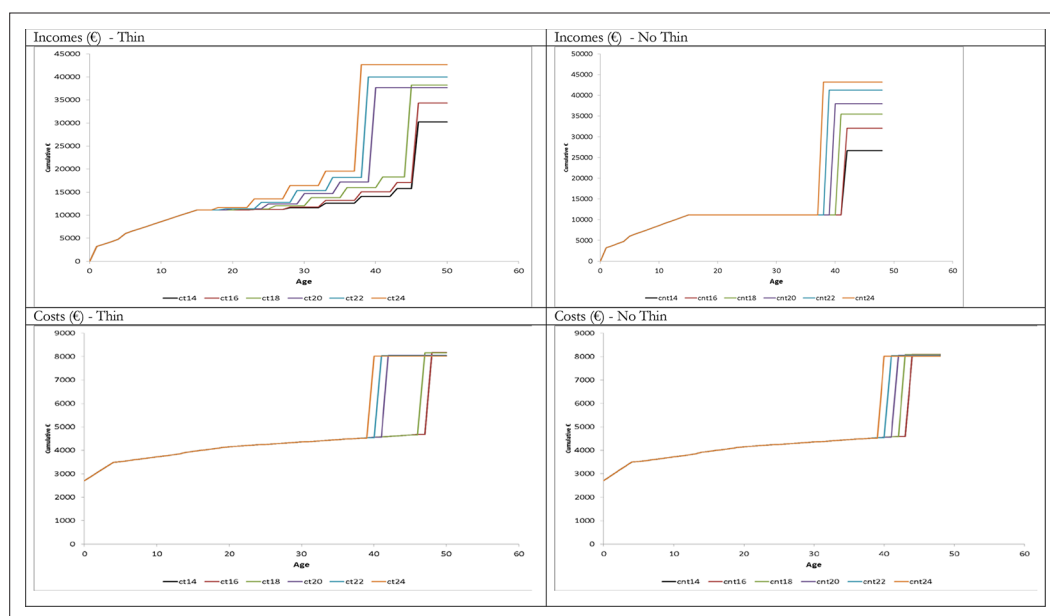 Incomes (€) - Thin
45000
40000
35000
30000
25000
20000
15000
10000
5000
0
Cumulative €
0 10 20 30 40 50 60
Age
ct14 ct16 ct18 ct20 ct22 ct24
Incomes (€) - No Thin
50000
45000
40000
35000
30000
25000
20000
15000
10000
5000
0
Cumulative €
0 10 20 30 40 50 60
Age
cnt14 cnt16 cnt18 cnt20 cnt22 cnt24
Costs (€) - Thin
9000
8000
7000
6000
5000
4000
3000
2000
1000
0
Cumulative €
0 10 20 30 40 50 60
Age
ct14 ct16 ct18 ct20 ct22 ct24
Costs (€) - No Thin
9000
8000
7000
6000
5000
4000
3000
2000
1000
0
Cumulative €
0 10 20 30 40 50 60
Age
cnt14 cnt16 cnt18 cnt20 cnt22 cnt24